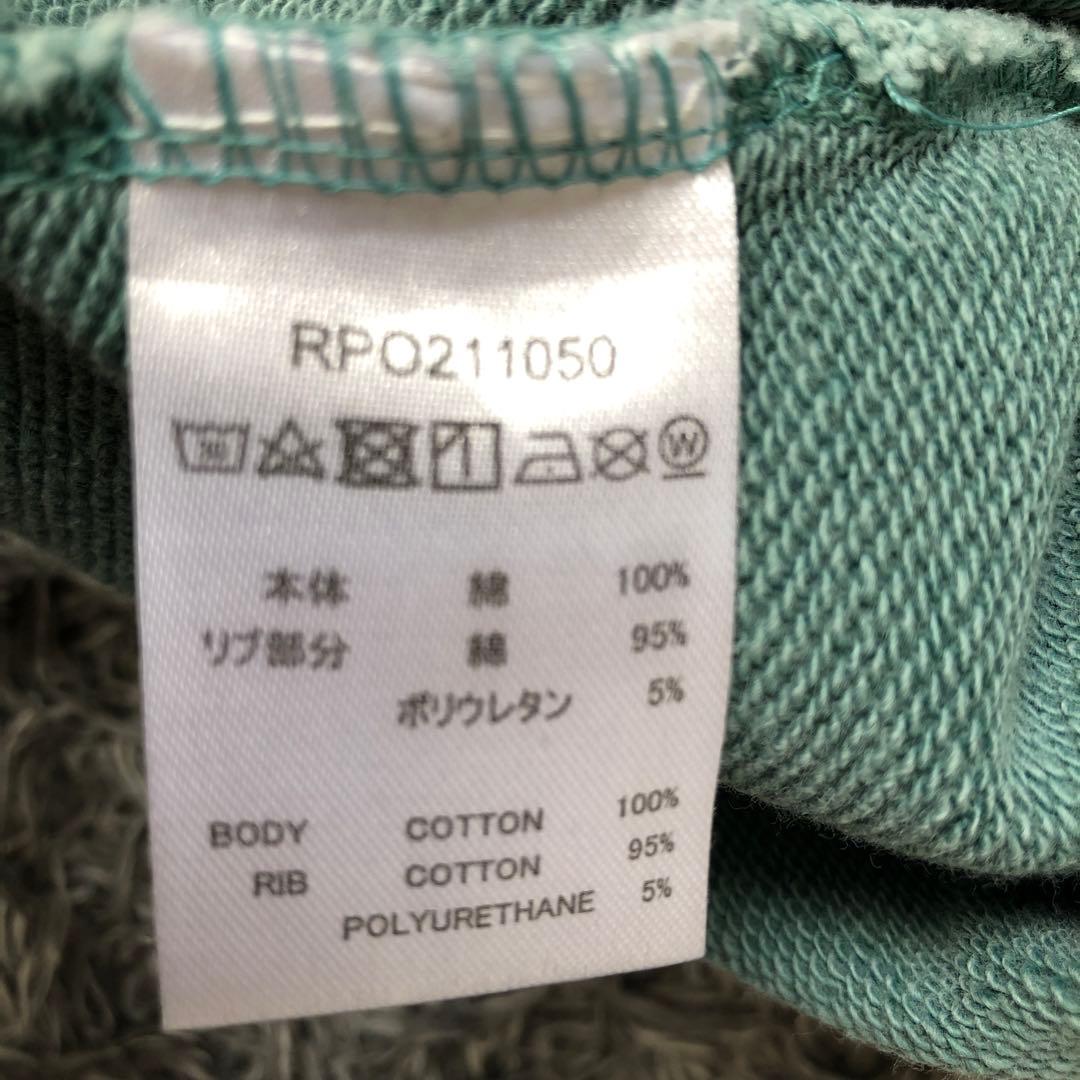 RPO211050
本体 綿 100%
リブ部分 綿 95%
ポリウレタン 5%
BODY COTTON 100%
RIB COTTON 95%
POLYURETHANE 5%